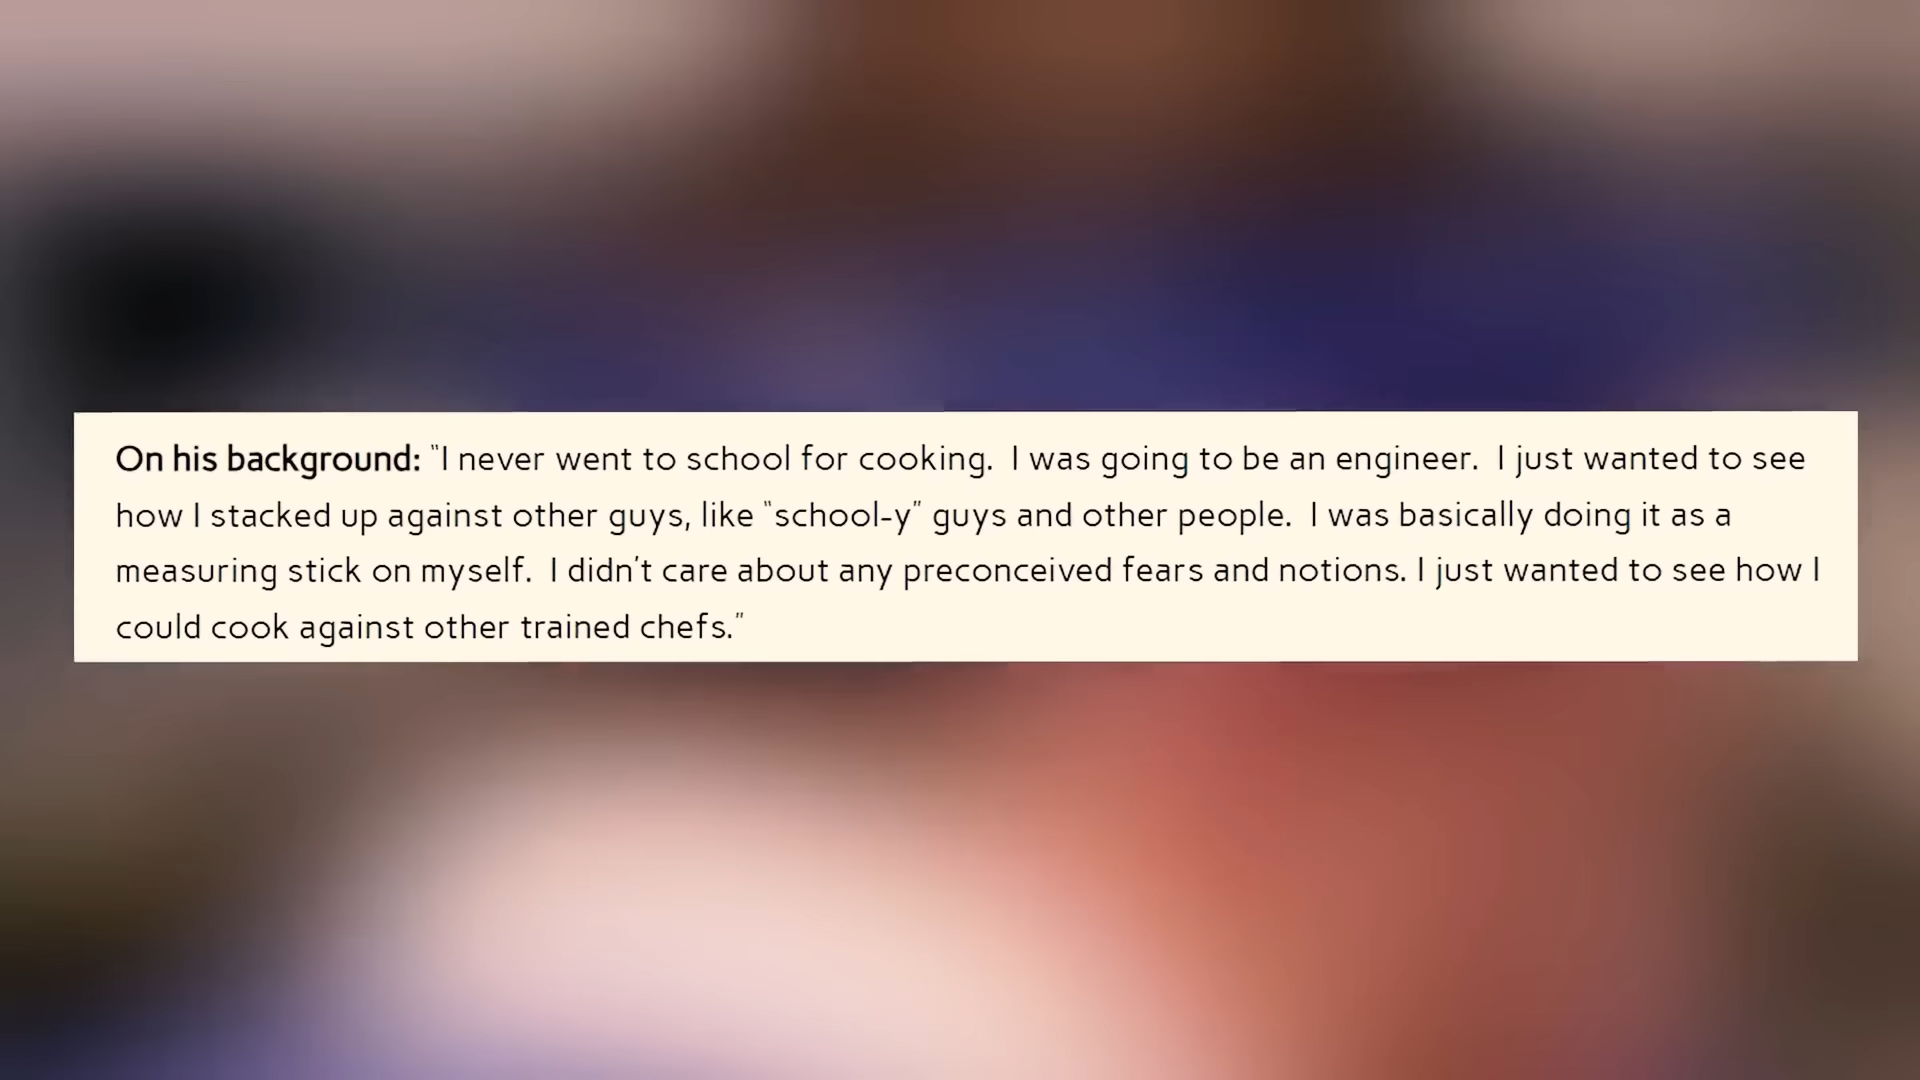 On his background: "I never went to school for cooking.  I was going to be an engineer.  I just wanted to see
how I stacked up against other guys, like "school-y" guys and other people.  I was basically doing it as a
measuring stick on myself.  I didn't care about any preconceived fears and notions. I just wanted to see how I
could cook against other trained chefs."